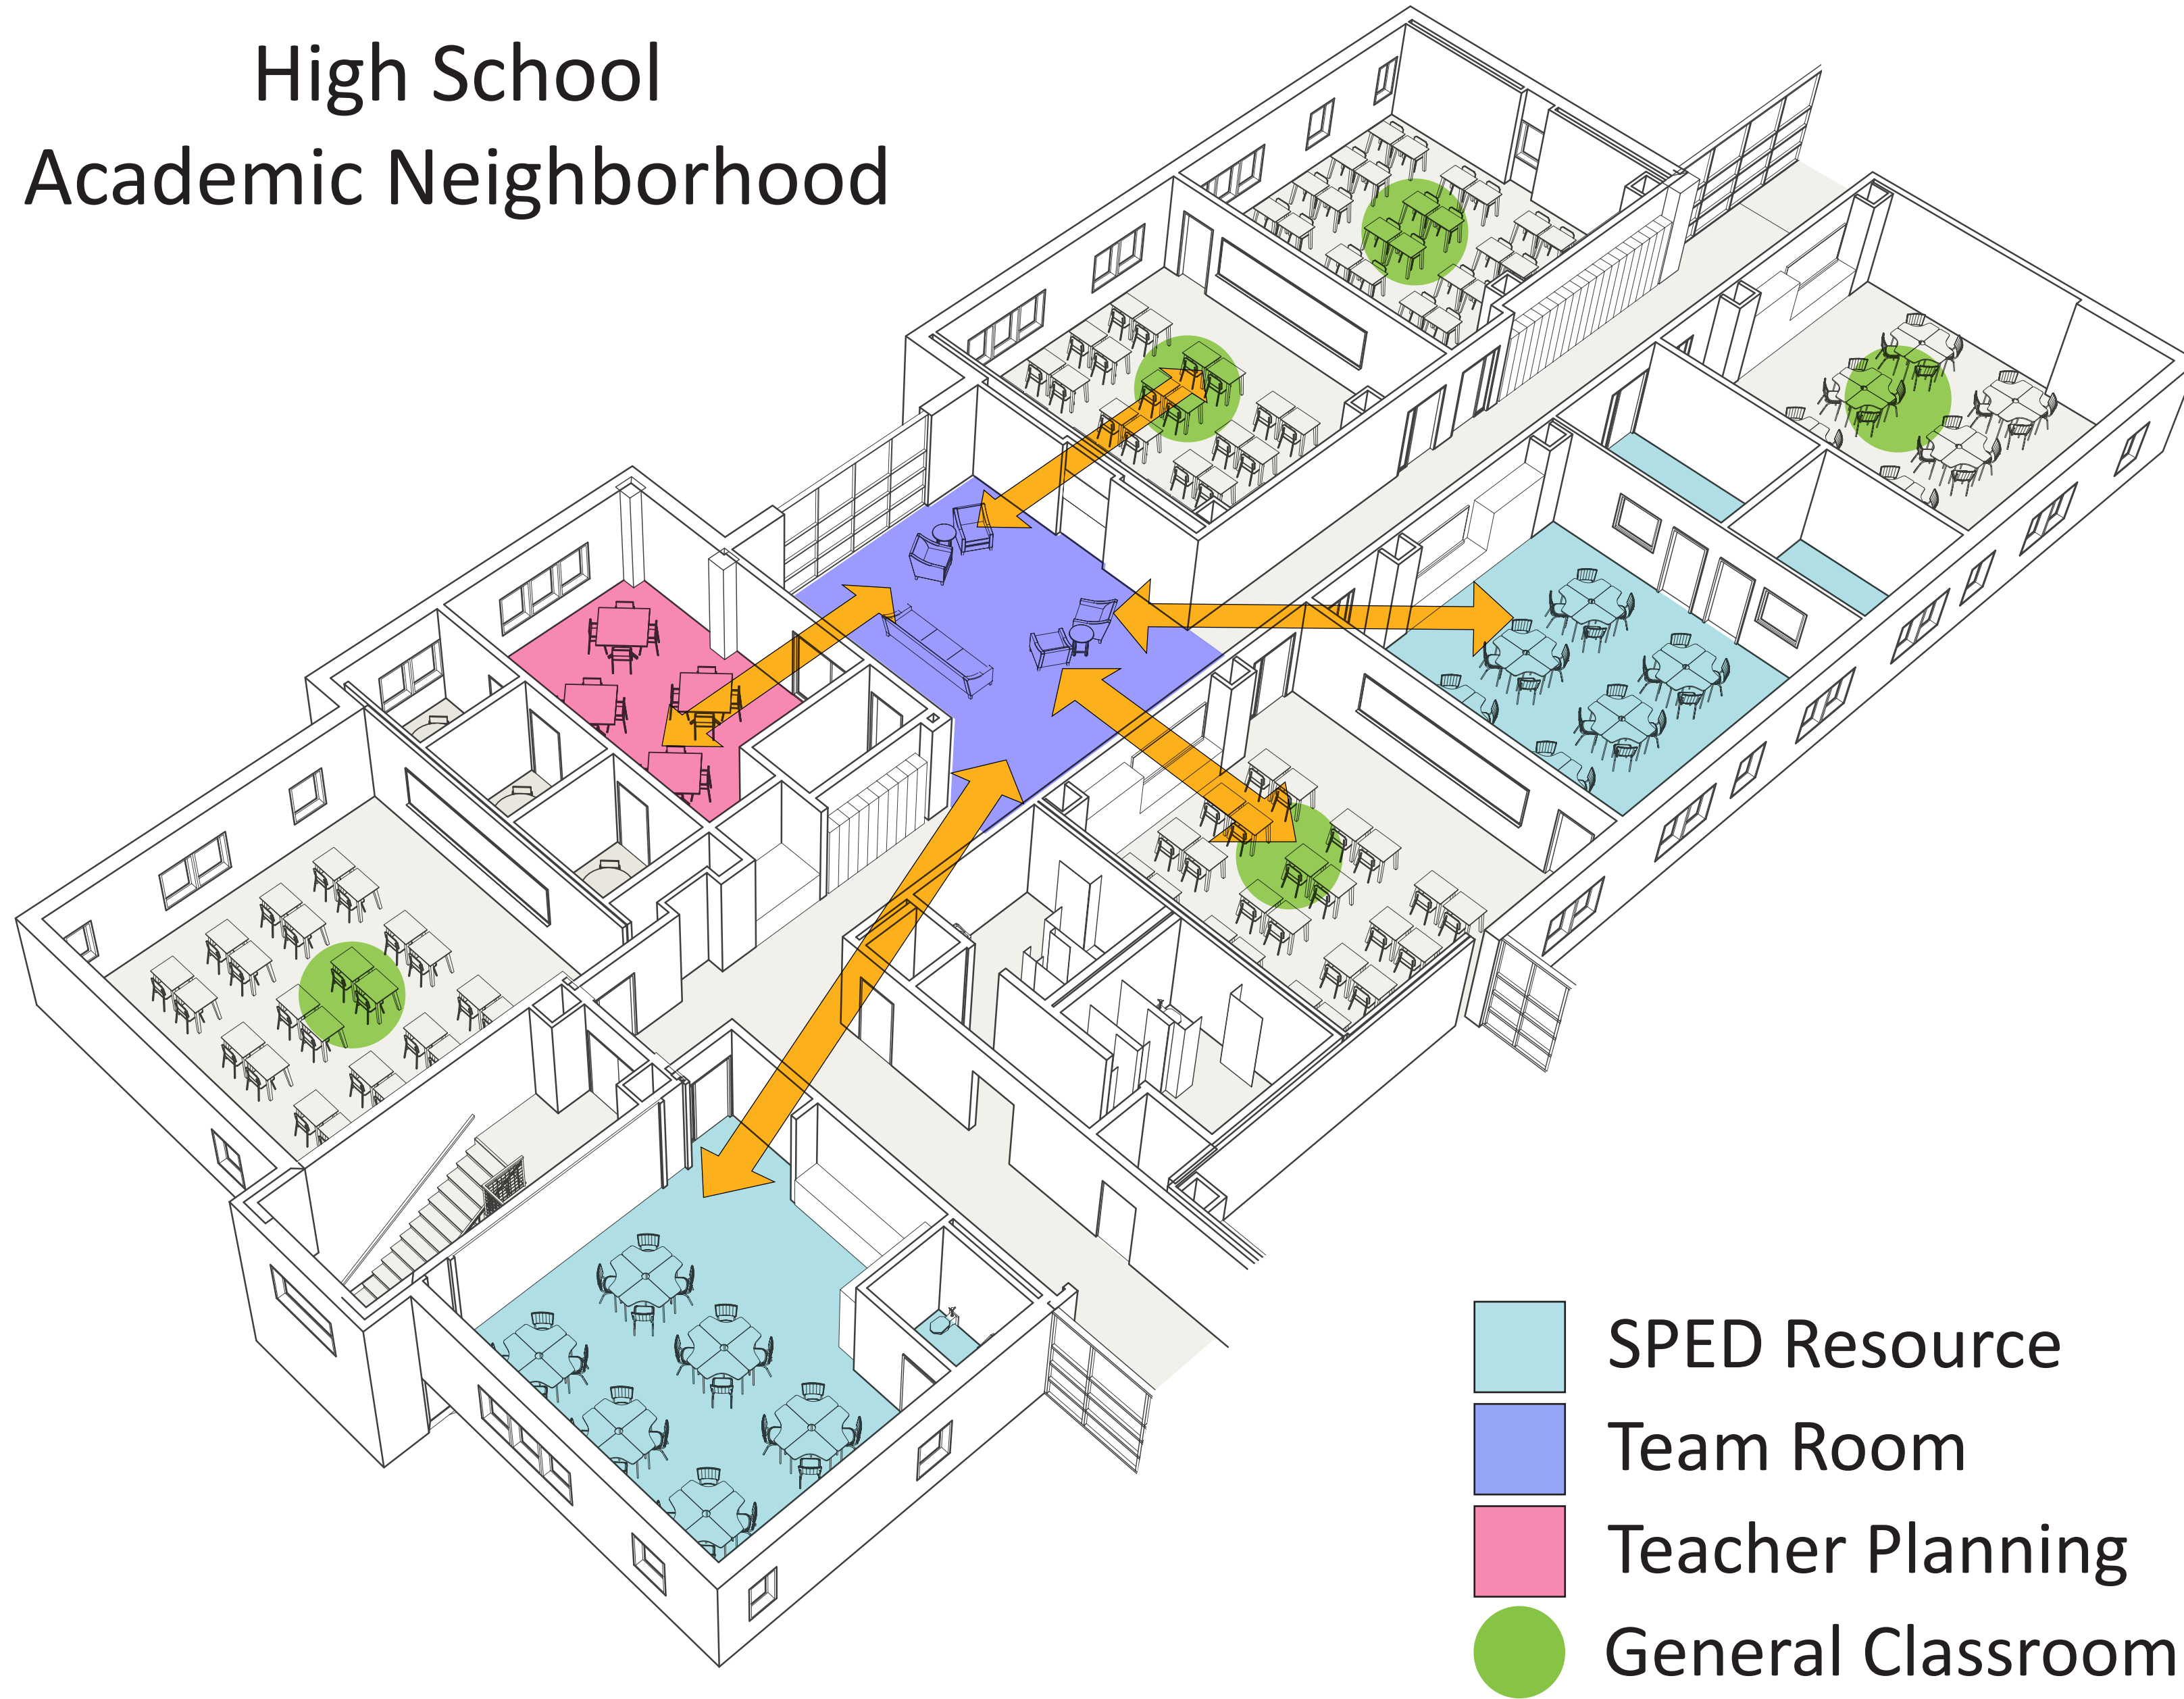 High School
Academic Neighborhood
SPED Resource
Team Room
Teacher Planning
General Classroom